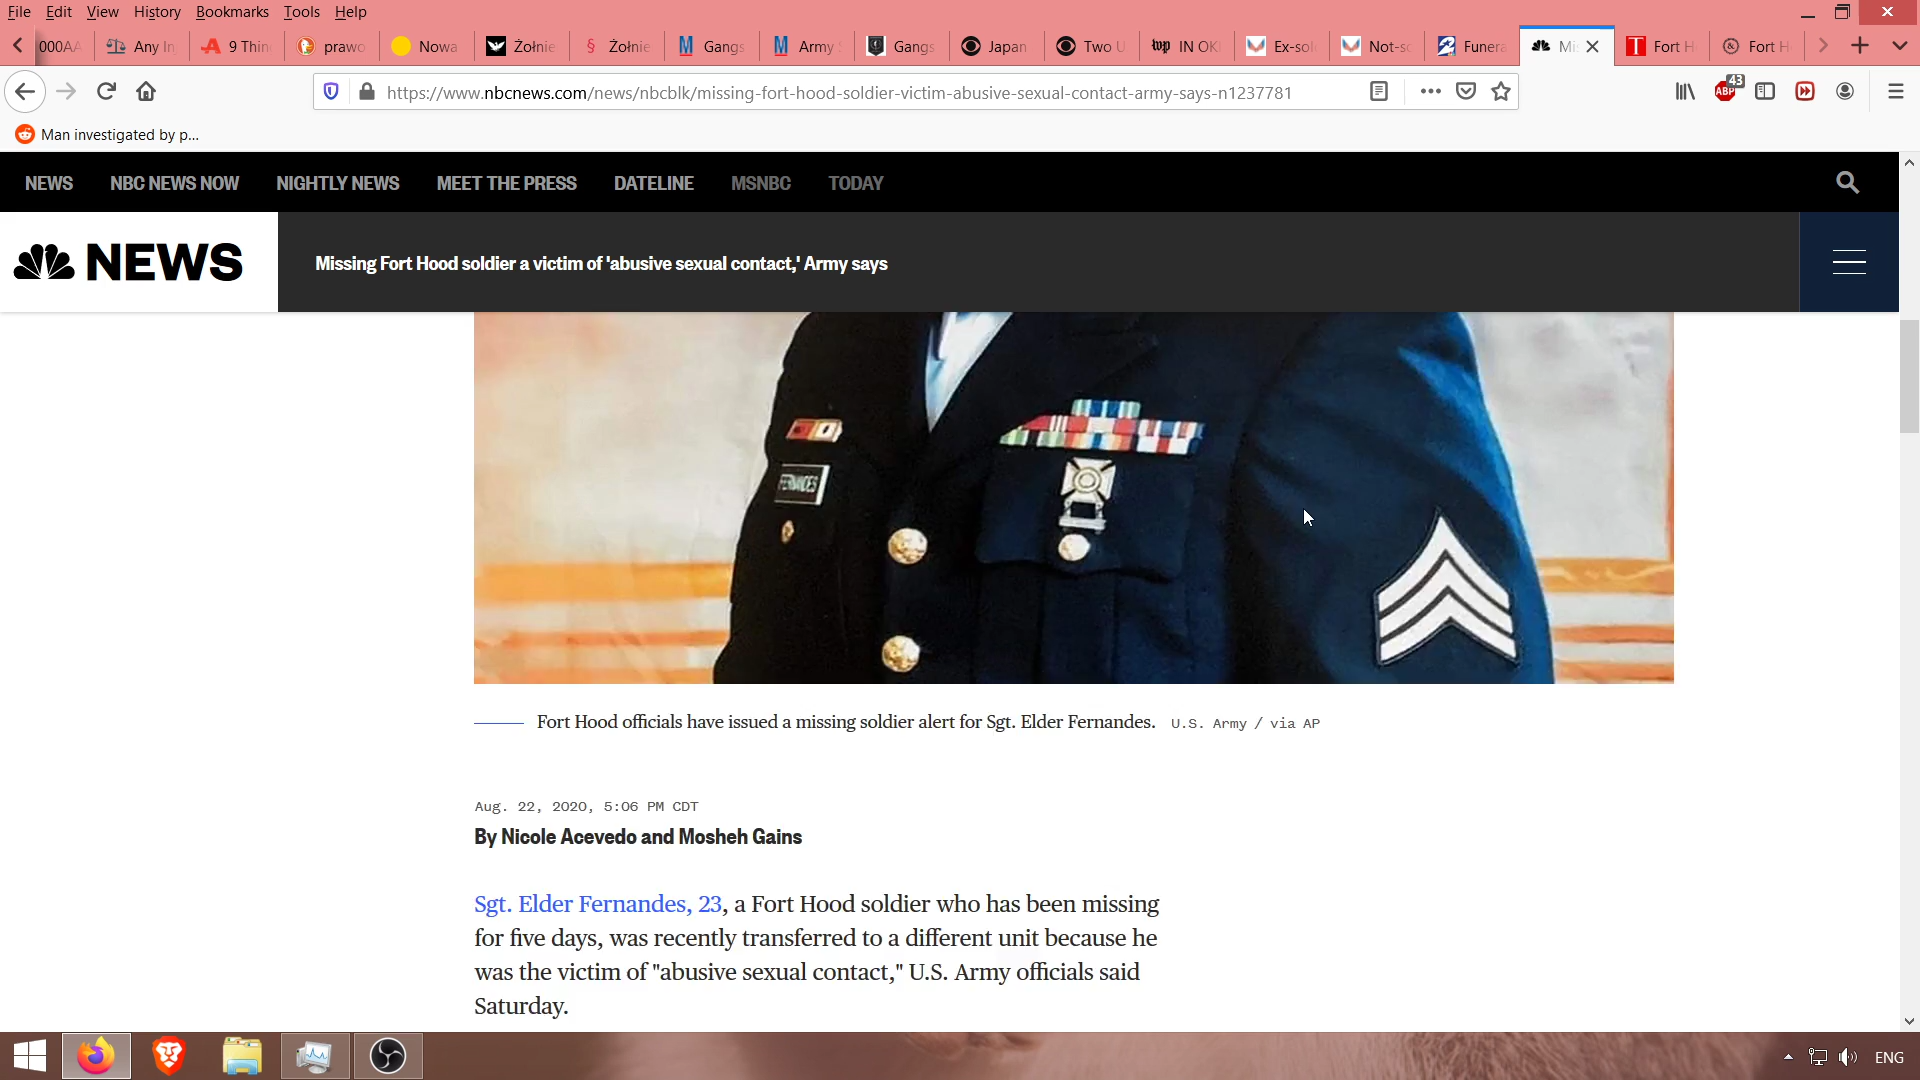 File Edit View History Bookmarks Tools Help
000AA Any In 9 Thin prawo Nowa Żołnie § Żołnie Gangs Army Gangs Japan Two U wp IN OK Ex-sol Not-so Funera Mi Fort H Fort H
https://www.nbcnews.com/news/nbcblk/missing-fort-hood-soldier-victim-abusive-sexual-contact-army-says-n1237781
ABP 43
Man investigated by p...
NEWS NBC NEWS NOW NIGHTLY NEWS MEET THE PRESS DATELINE MSNBC TODAY
NEWS
Missing Fort Hood soldier a victim of 'abusive sexual contact,' Army says
FERNANDES
Fort Hood officials have issued a missing soldier alert for Sgt. Elder Fernandes. U.S. Army / via AP
Aug. 22, 2020, 5:06 PM CDT
By Nicole Acevedo and Mosheh Gains
Sgt. Elder Fernandes, 23, a Fort Hood soldier who has been missing
for five days, was recently transferred to a different unit because he
was the victim of "abusive sexual contact," U.S. Army officials said
Saturday.
ENG